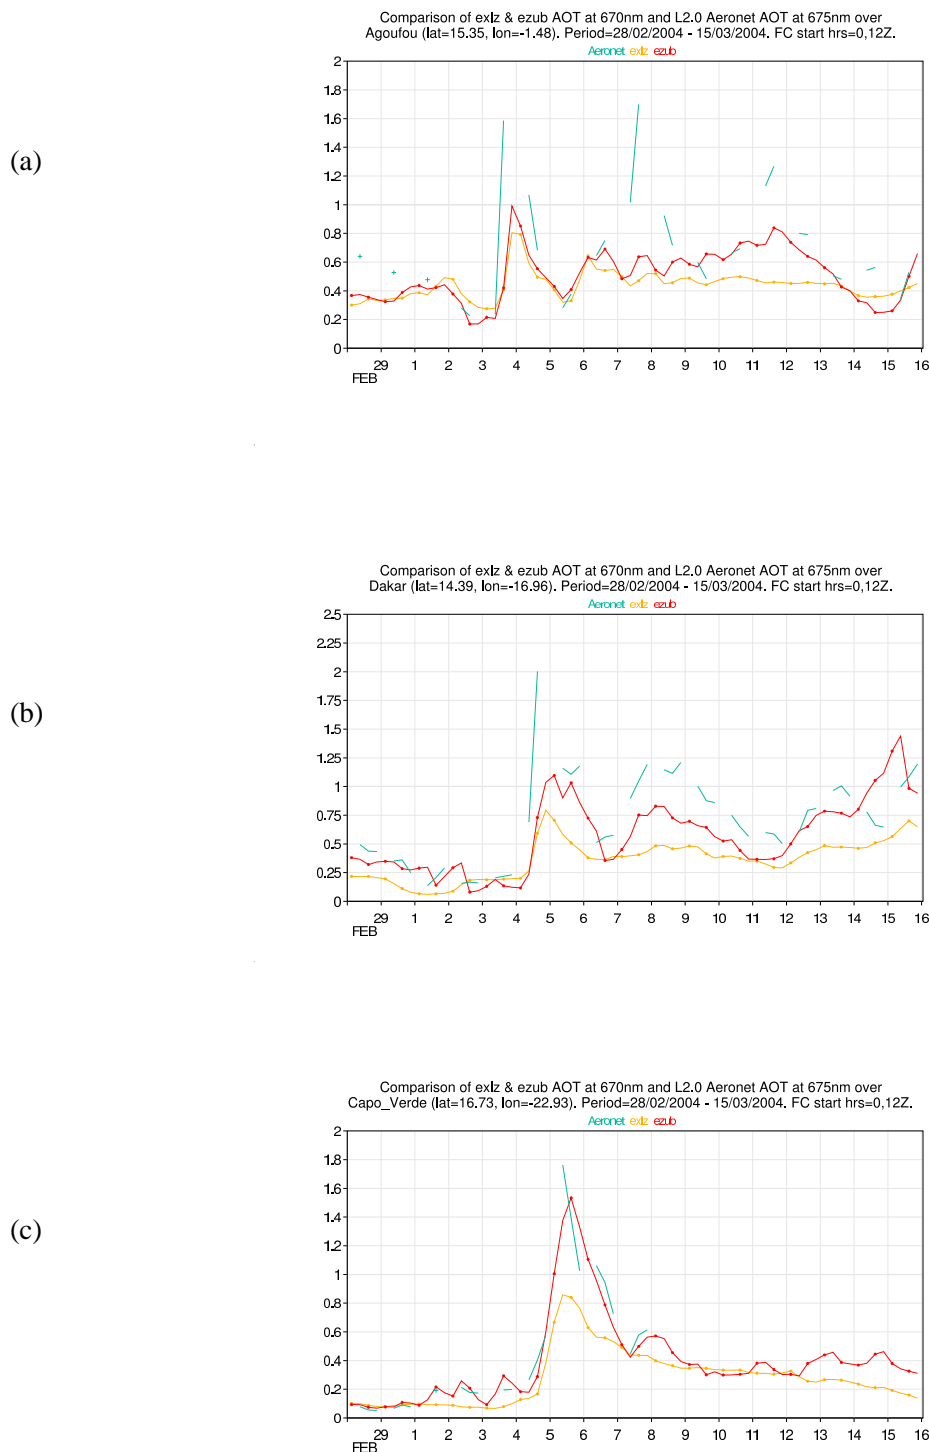 (a)
Comparison of exlz & ezub AOT at 670nm and L2.0 Aeronet AOT at 675nm over
Agoufou (lat=15.35, lon=-1.48). Period=28/02/2004 - 15/03/2004. FC start hrs=0,12Z.
Aeronet exlz ezub
2
1.8
1.6
1.4
1.2
1
0.8
0.6
0.4
0.2
0
29 1 2 3 4 5 6 7 8 9 10 11 12 13 14 15 16
FEB
(b)
Comparison of exlz & ezub AOT at 670nm and L2.0 Aeronet AOT at 675nm over
Dakar (lat=14.39, lon=-16.96). Period=28/02/2004 - 15/03/2004. FC start hrs=0,12Z.
Aeronet exlz ezub
2.5
2.25
2
1.75
1.5
1.25
1
0.75
0.5
0.25
0
29 1 2 3 4 5 6 7 8 9 10 11 12 13 14 15 16
FEB
(c)
Comparison of exlz & ezub AOT at 670nm and L2.0 Aeronet AOT at 675nm over
Capo_Verde (lat=16.73, lon=-22.93). Period=28/02/2004 - 15/03/2004. FC start hrs=0,12Z.
Aeronet exlz ezub
2
1.8
1.6
1.4
1.2
1
0.8
0.6
0.4
0.2
0
29 1 2 3 4 5 6 7 8 9 10 11 12 13 14 15 16
FEB